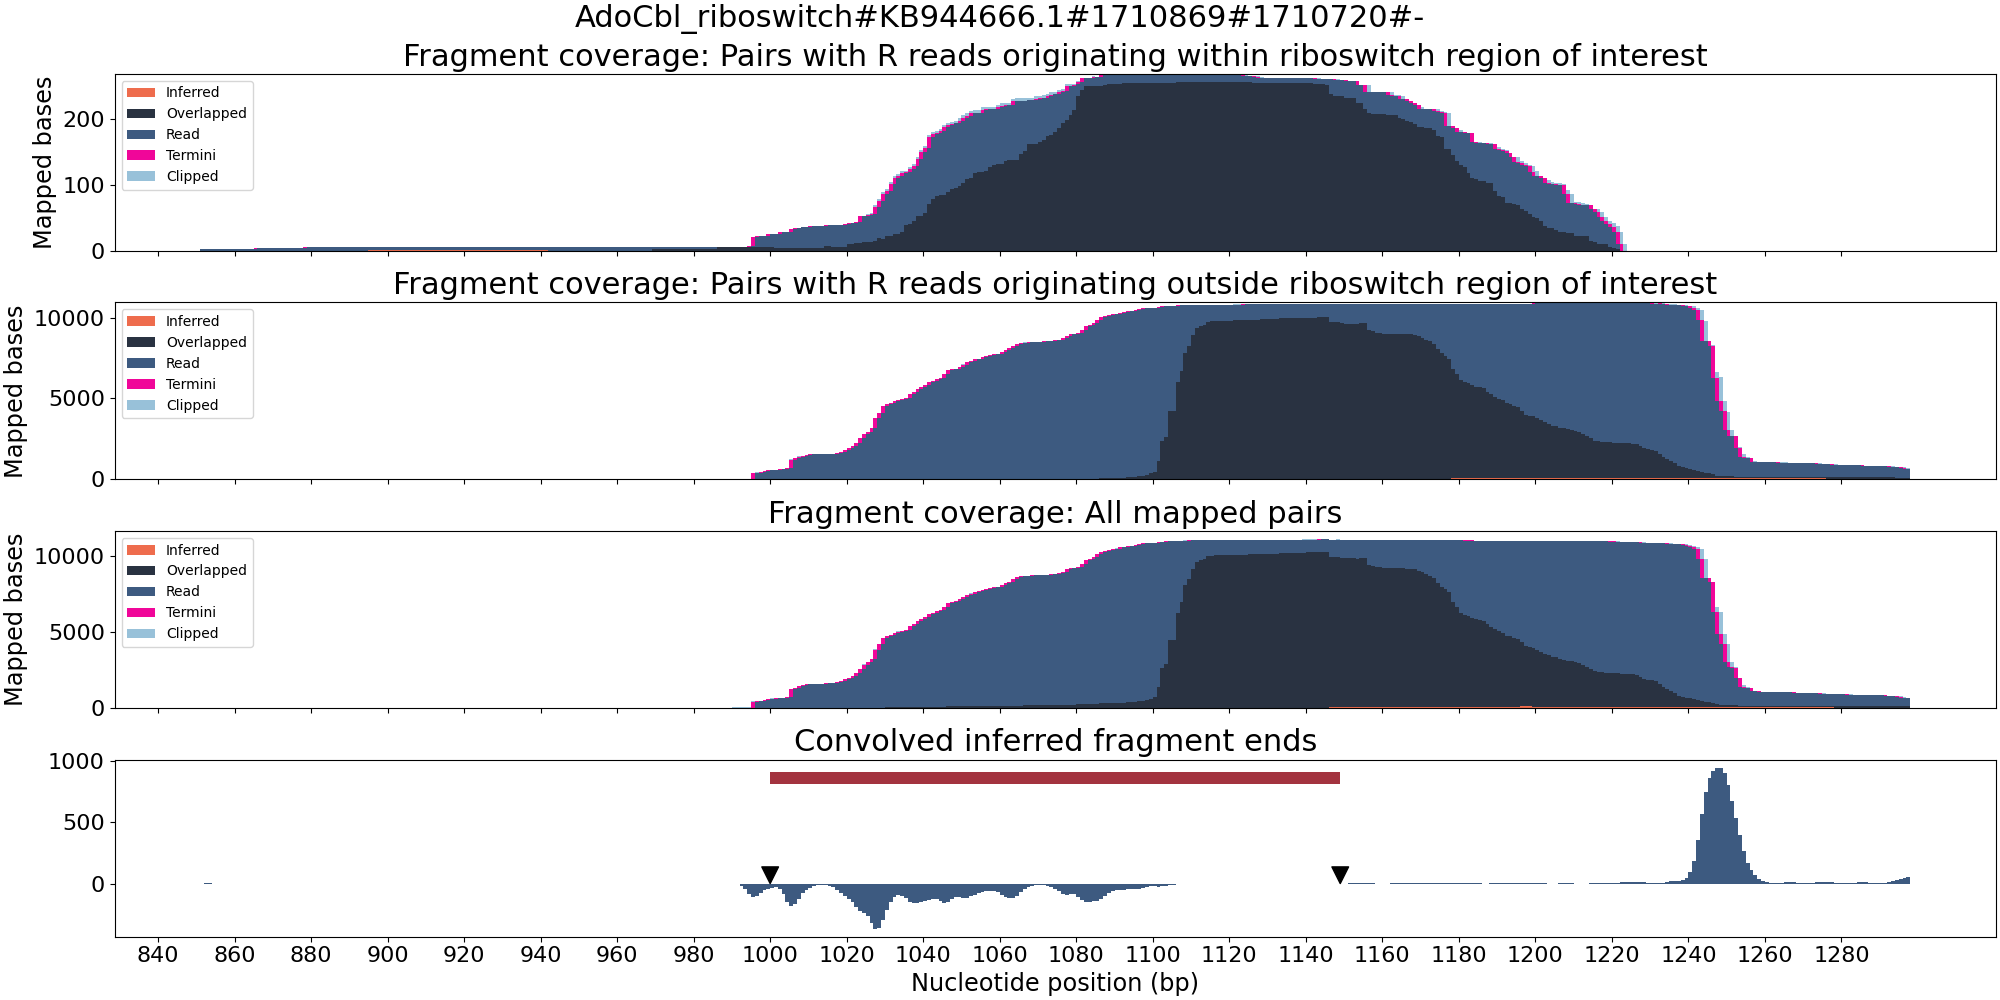 AdoCbl_riboswitch#KB944666.1#1710869#1710720#-
Fragment coverage: Pairs with R reads originating within riboswitch region of interest
Mapped bases
200
100
0
Inferred
Overlapped
Read
Termini
Clipped
Fragment coverage: Pairs with R reads originating outside riboswitch region of interest
Mapped bases
10000
5000
0
Inferred
Overlapped
Read
Termini
Clipped
Fragment coverage: All mapped pairs
Mapped bases
10000
5000
0
Inferred
Overlapped
Read
Termini
Clipped
Convolved inferred fragment ends
1000
500
0
840 860 880 900 920 940 960 980 1000 1020 1040 1060 1080 1100 1120 1140 1160 1180 1200 1220 1240 1260 1280
Nucleotide position (bp)